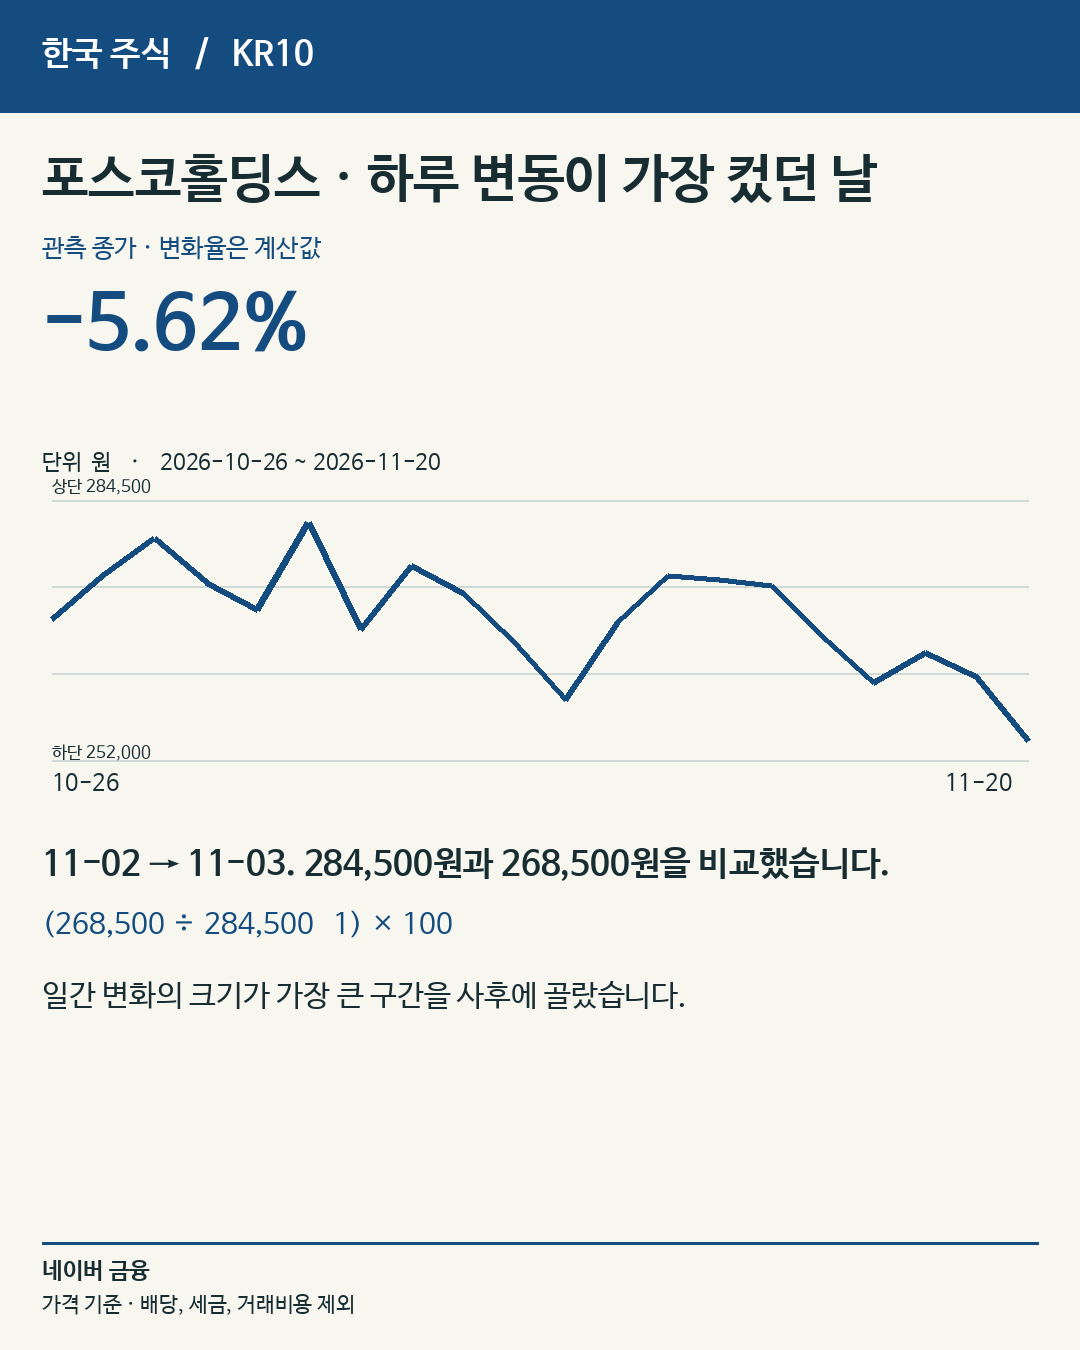 한국 주식 / KR10
포스코홀딩스 · 하루 변동이 가장 컸던 날
관측 종가 · 변화율은 계산값
-5.62%
단위 원 · 2026-10-26 ~ 2026-11-20
상단 284,500
하단 252,000
10-26 11-20
11-02 → 11-03. 284,500원과 268,500원을 비교했습니다.
(268,500 ÷ 284,500 1) × 100
일간 변화의 크기가 가장 큰 구간을 사후에 골랐습니다.
네이버 금융
가격 기준 · 배당, 세금, 거래비용 제외